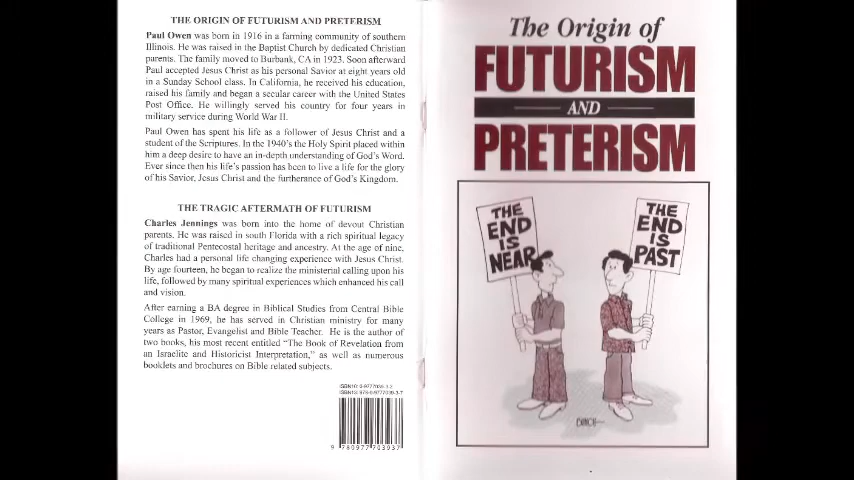 THE ORIGIN OF FUTURISM AND PRETERISM
Paul Owen was born in 1916 in a farming community of southern
Illinois. He was raised in the Baptist Church by dedicated Christian
parents. The family moved to Burbank, CA in 1923. Soon afterward
Paul accepted Jesus Christ as his personal Savior at eight years old
in a Sunday School class. In California, he received his education,
raised his family and began a secular career with the United States
Post Office. He willingly served his country for four years in
military service during World War II.
Paul Owen has spent his life as a follower of Jesus Christ and a
student of the Scriptures. In the 1940's the Holy Spirit placed within
him a deep desire to have an in-depth understanding of God's Word.
Ever since then his life's passion has been to live a life for the glory
of his Savior, Jesus Christ and the furtherance of God's Kingdom.
THE TRAGIC AFTERMATH OF FUTURISM
Charles Jennings was born into the home of devout Christian
parents. He was raised in south Florida with a rich spiritual legacy
of traditional Pentecostal heritage and ancestry. At the age of nine,
Charles had a personal life changing experience with Jesus Christ.
By age fourteen, he began to realize the ministerial calling upon his
life, followed by many spiritual experiences which enhanced his call
and vision.
After earning a BA degree in Biblical Studies from Central Bible
College in 1969, he has served in Christian ministry for many
years as Pastor, Evangelist and Bible Teacher. He is the author of
two books, his most recent entitled "The Book of Revelation from
an Israelite and Historicist Interpretation," as well as numerous
booklets and brochures on Bible related subjects.
9 780977 703937
The Origin of
FUTURISM
AND
PRETERISM
THE
END
IS
NEAR
THE
END
IS
PAST